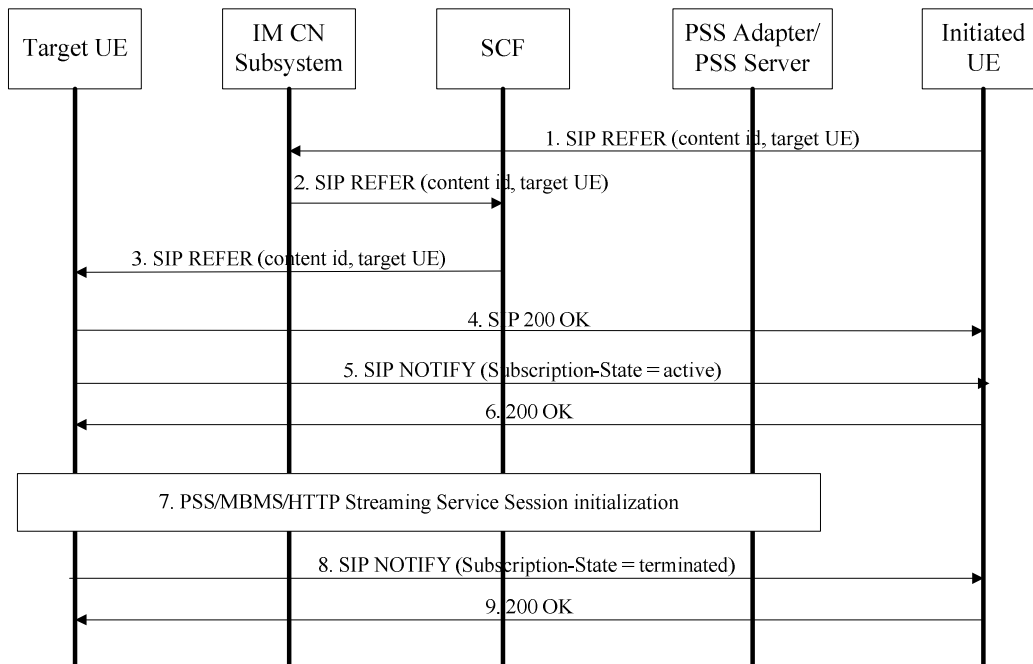 Target UE
IM CN
Subsystem
SCF
PSS Adapter/
PSS Server
Initiated
UE
1. SIP REFER (content id, target UE)
2. SIP REFER (content id, target UE)
3. SIP REFER (content id, target UE)
4. SIP 200 OK
5. SIP NOTIFY (Subscription-State = active)
6. 200 OK
7. PSS/MBMS/HTTP Streaming Service Session initialization
8. SIP NOTIFY (Subscription-State = terminated)
9. 200 OK